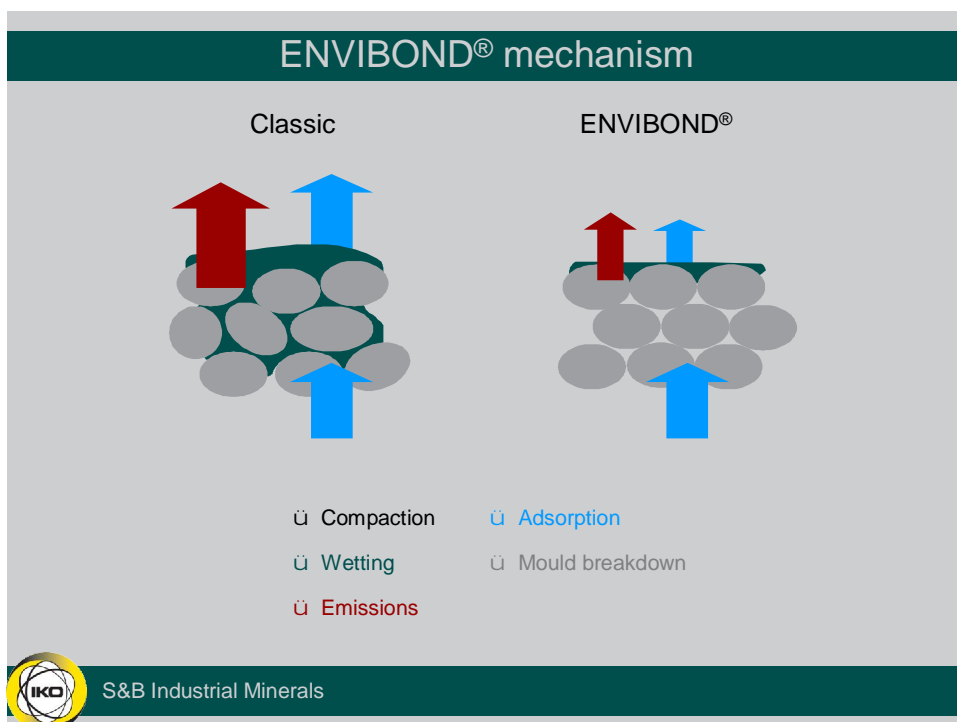 ENVIBOND® mechanism
Classic
ENVIBOND®
ü Compaction
ü Wetting
ü Emissions
ü Adsorption
ü Mould breakdown
IKO
S&B Industrial Minerals